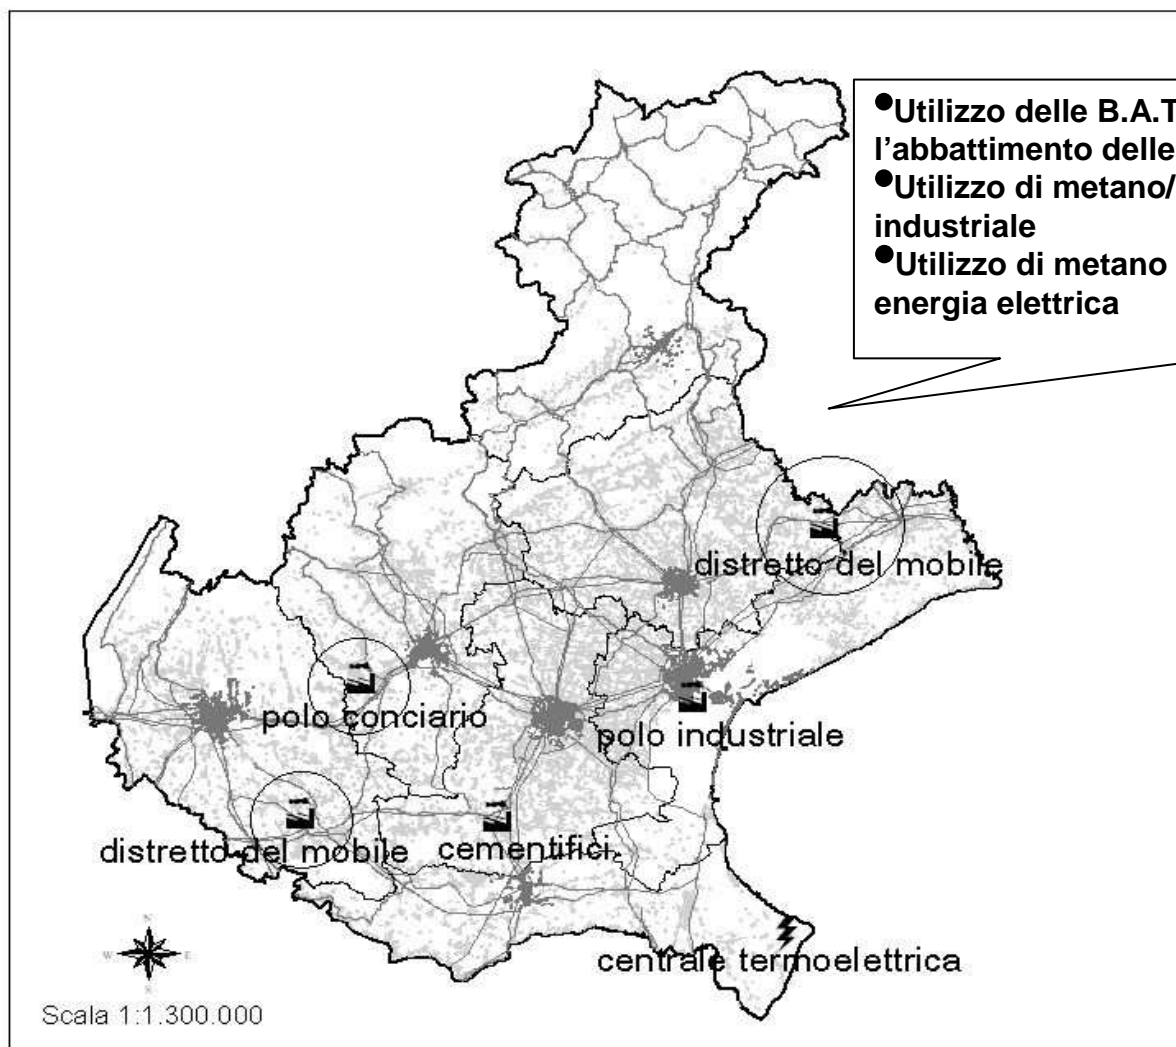 ●Utilizzo delle B.A.T
l'abbattimento delle
●Utilizzo di metano/
industriale
●Utilizzo di metano
energia elettrica
distretto del mobile
polo conciario
polo industriale
distretto del mobile
cementifici
centrale termoelettrica
N
W
E
S
Scala 1:1.300.000